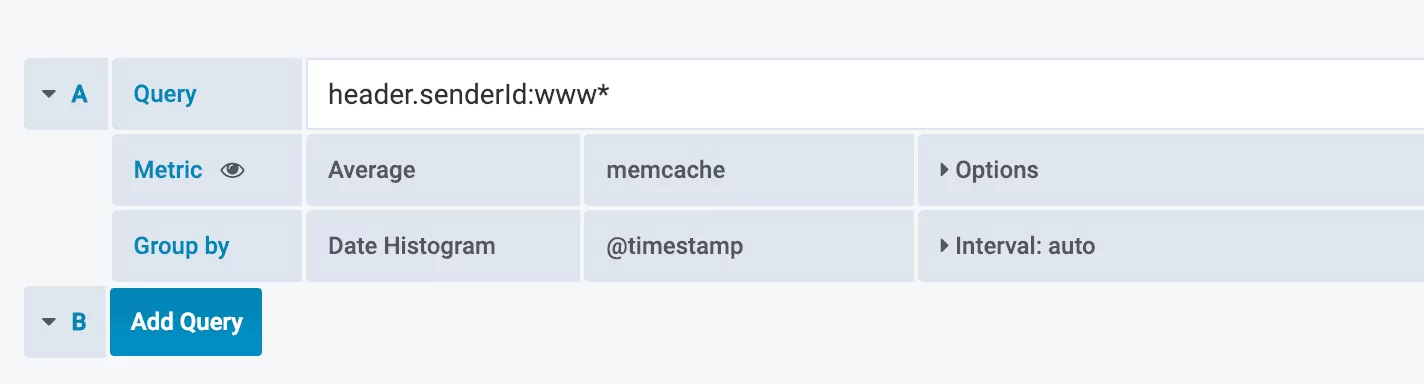 A Query header.senderId:www*
Metric Average memcache Options
Group by Date Histogram @timestamp Interval: auto
B Add Query